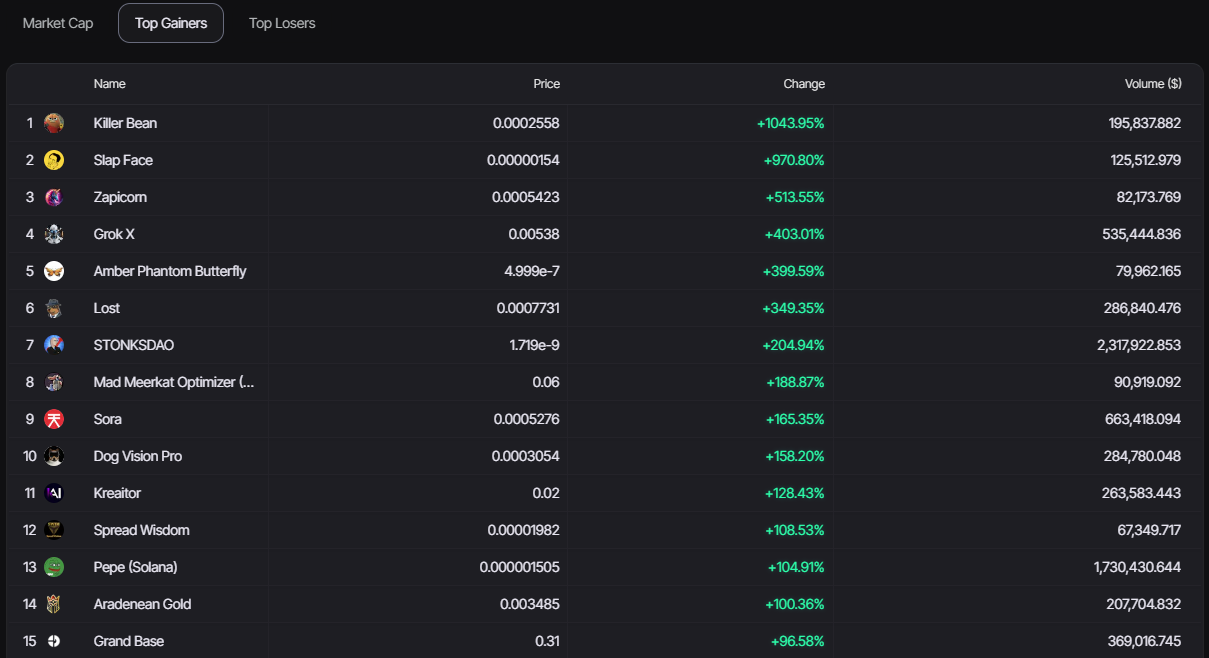 Market Cap Top Gainers Top Losers
Name Price Change Volume ($)
1 Killer Bean 0.0002558 +1043.95% 195,837.882
2 Slap Face 0.00000154 +970.80% 125,512.979
3 Zapicorn 0.0005423 +513.55% 82,173.769
4 Grok X 0.00538 +403.01% 535,444.836
5 Amber Phantom Butterfly 4.999e-7 +399.59% 79,962.165
6 Lost 0.0007731 +349.35% 286,840.476
7 STONKSDAO 1.719e-9 +204.94% 2,317,922.853
8 Mad Meerkat Optimizer (... 0.06 +188.87% 90,919.092
9 天 Sora 0.0005276 +165.35% 663,418.094
10 Dog Vision Pro 0.0003054 +158.20% 284,780.048
11 AI Kreaitor 0.02 +128.43% 263,583.443
12 Spread Wisdom 0.00001982 +108.53% 67,349.717
13 Pepe (Solana) 0.000001505 +104.91% 1,730,430.644
14 Aradenean Gold 0.003485 +100.36% 207,704.832
15 Grand Base 0.31 +96.58% 369,016.745